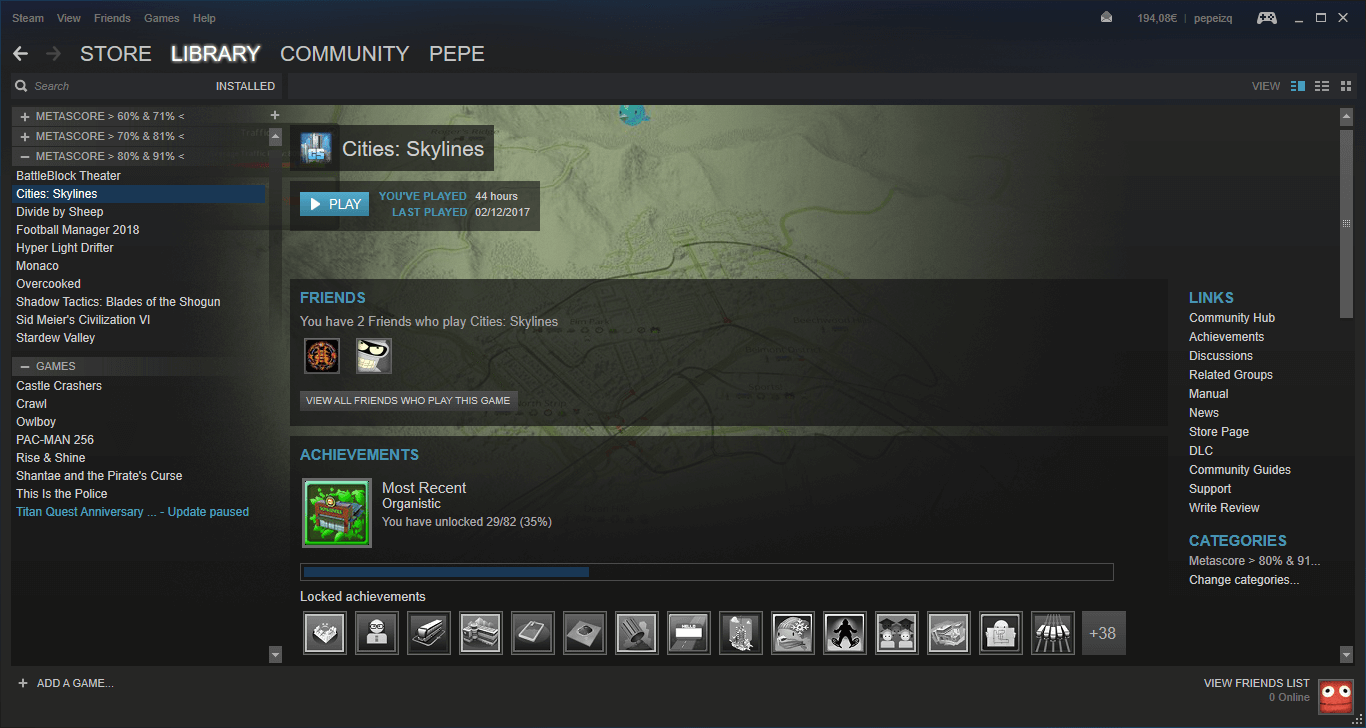 Steam View Friends Games Help
194,08€ | pepeizq
STORE LIBRARY COMMUNITY PEPE
Search INSTALLED
VIEW
METASCORE > 60% & 71% <
METASCORE > 70% & 81% <
METASCORE > 80% & 91% <
BattleBlock Theater
Cities: Skylines
Divide by Sheep
Football Manager 2018
Hyper Light Drifter
Monaco
Overcooked
Shadow Tactics: Blades of the Shogun
Sid Meier's Civilization VI
Stardew Valley
GAMES
Castle Crashers
Crawl
Owlboy
PAC-MAN 256
Rise & Shine
Shantae and the Pirate's Curse
This Is the Police
Titan Quest Anniversary ... - Update paused
Cities: Skylines
PLAY
YOU'VE PLAYED 44 hours
LAST PLAYED 02/12/2017
FRIENDS
You have 2 Friends who play Cities: Skylines
VIEW ALL FRIENDS WHO PLAY THIS GAME
ACHIEVEMENTS
Most Recent
Organistic
You have unlocked 29/82 (35%)
Locked achievements
HELLO
+38
LINKS
Community Hub
Achievements
Discussions
Related Groups
Manual
News
Store Page
DLC
Community Guides
Support
Write Review
CATEGORIES
Metascore > 80% & 91...
Change categories...
ADD A GAME...
VIEW FRIENDS LIST
0 Online